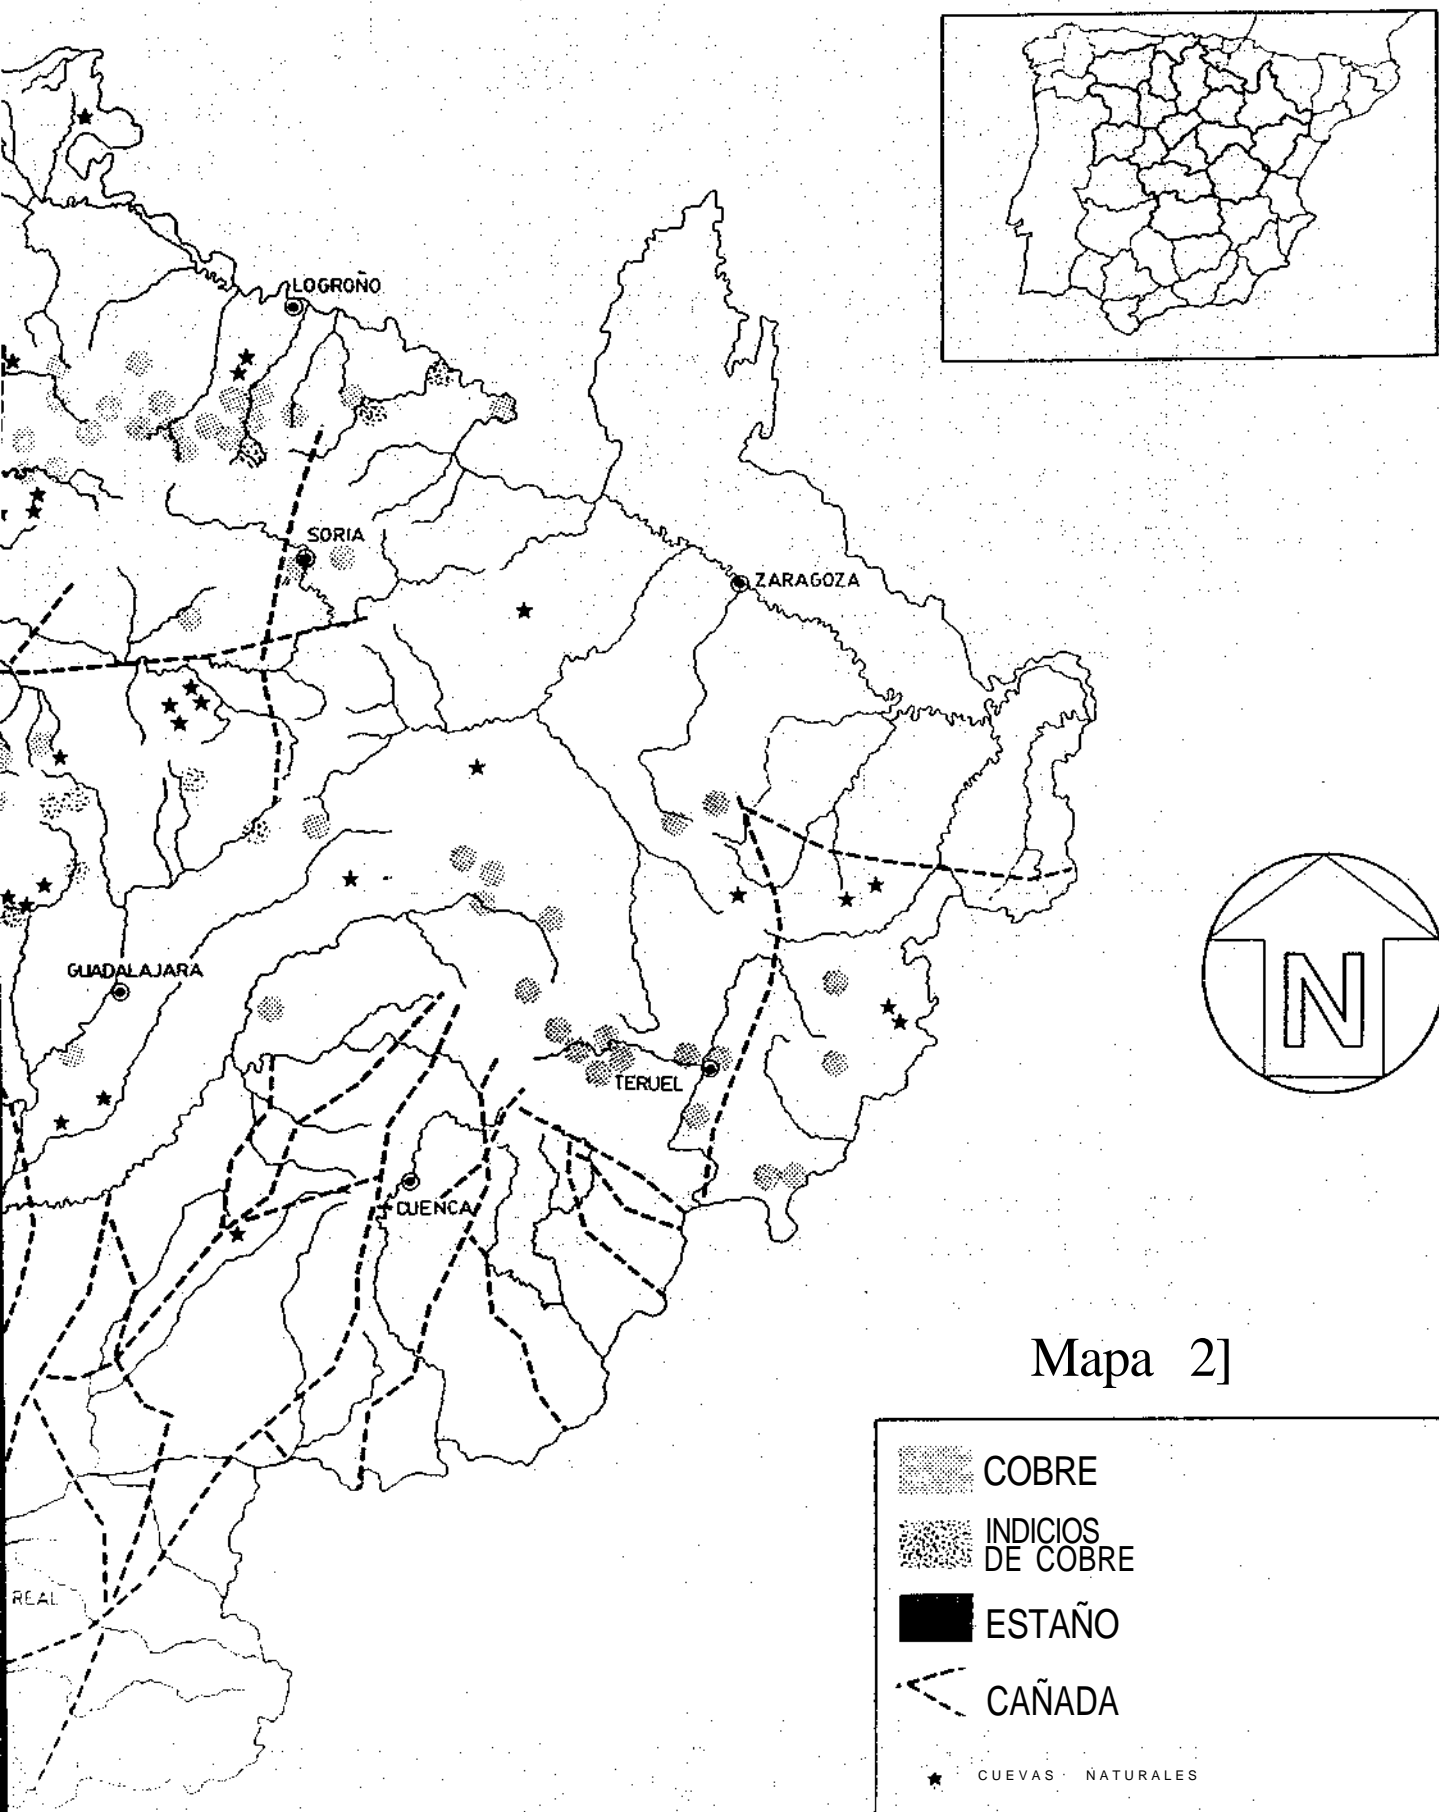 LOGROÑO
SORIA
ZARAGOZA
GUADALAJARA
TERUEL
CUENCA
REAL
N
Mapa 2]
COBRE
INDICIOS
DE COBRE
ESTAÑO
CAÑADA
CUEVAS NATURALES